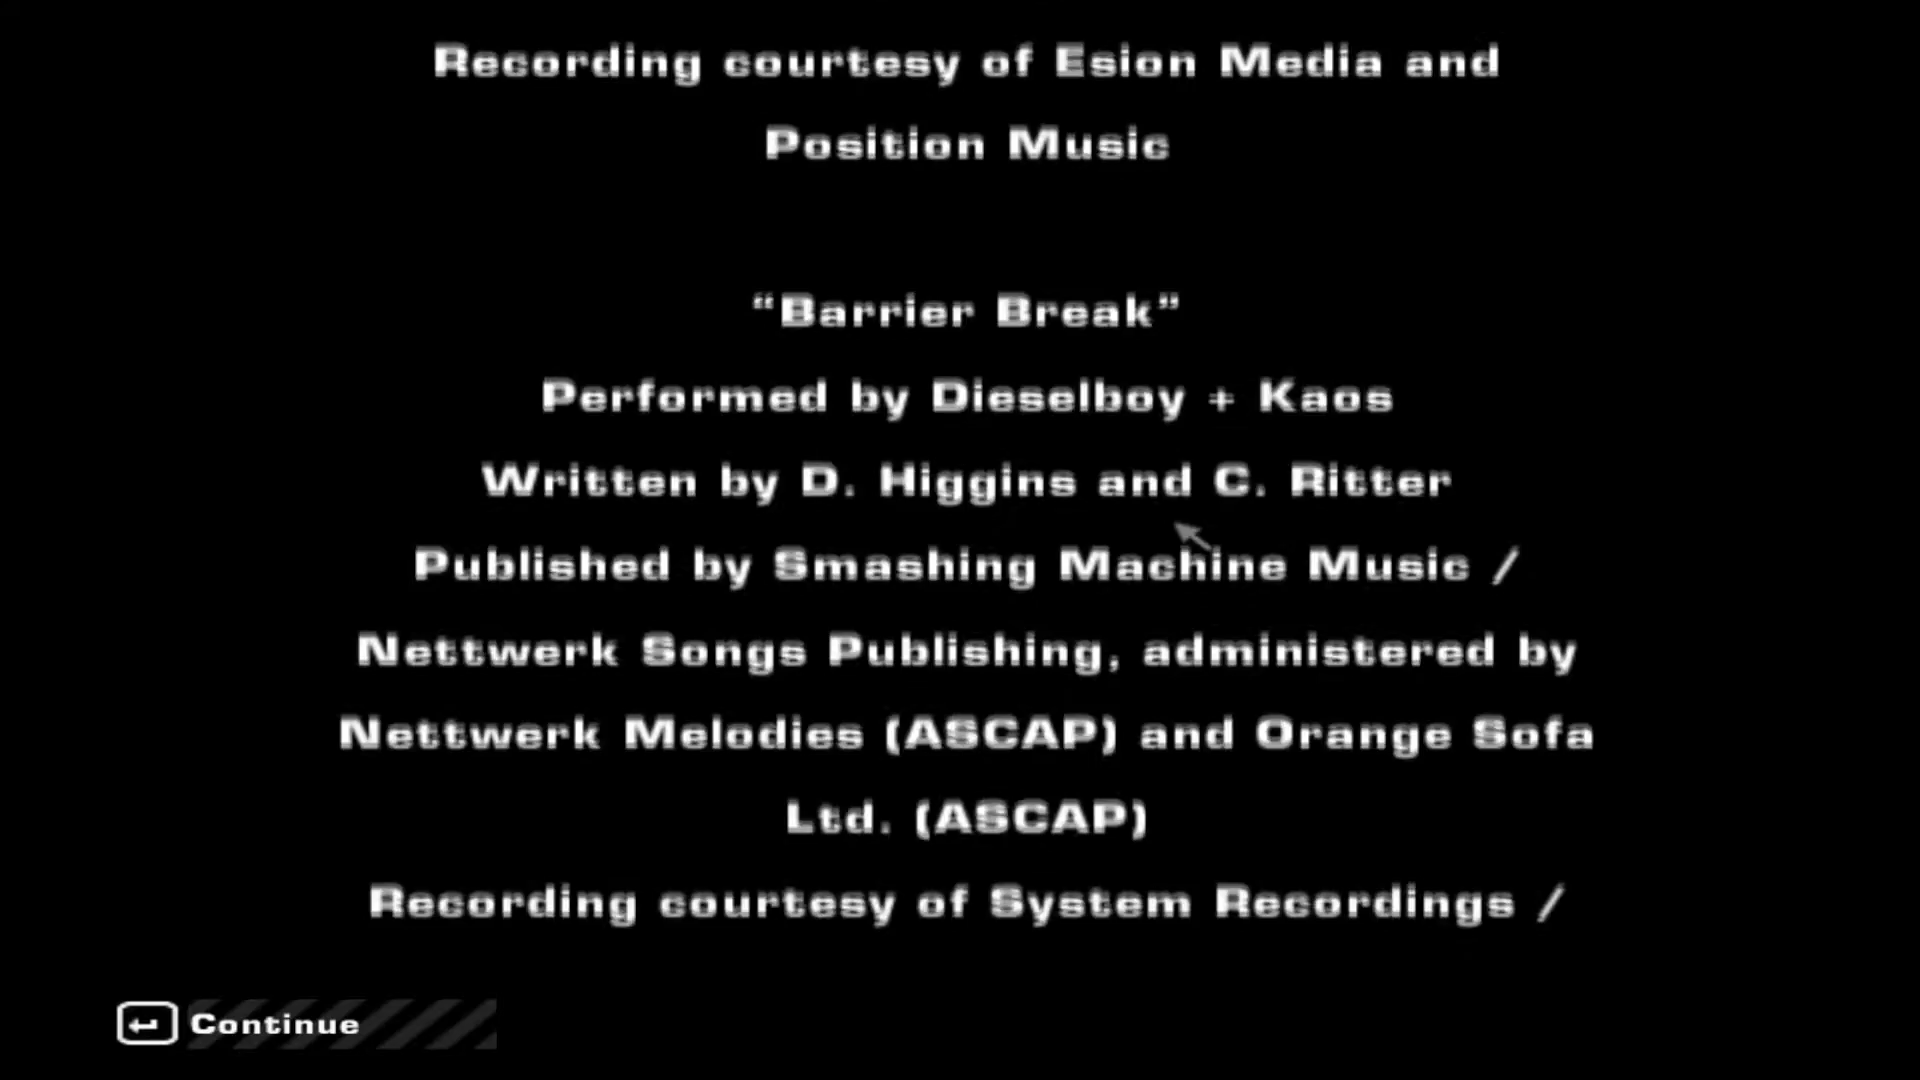 Recording courtesy of Esion Media and
Position Music
“Barrier Break”
Performed by Dieselboy + Kaos
Written by D. Higgins and C. Ritter
Published by Smashing Machine Music /
Nettwerk Songs Publishing, administered by
Nettwerk Melodies (ASCAP) and Orange Sofa
Ltd. (ASCAP)
Recording courtesy of System Recordings /
Continue